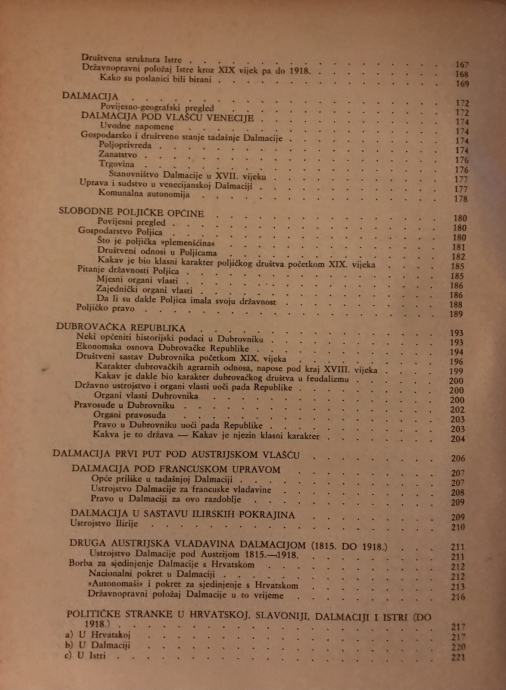 Društvena struktura Istre . . . 167
Državnopravni položaj Istre kroz XIX vijek pa do 1918. . . . 168
Kako su poslanici bili birani . . . 169
DALMACIJA . . . 172
Povijesno-geografski pregled . . . 172
DALMACIJA POD VLAŠĆU VENECIJE . . . 174
Uvodne napomene . . . 174
Gospodarsko i društveno stanje tadašnje Dalmacije . . . 174
Poljoprivreda . . . 174
Zanatstvo . . . 176
Trgovina . . . 176
Stanovništvo Dalmacije u XVII. vijeku . . . 177
Uprava i sudstvo u venecijanskoj Dalmaciji . . . 177
Komunalna autonomija . . . 178
SLOBODNE POLJIČKE OPĆINE . . . 180
Povijesni pregled . . . 180
Gospodarstvo Poljica . . . 180
Što je poljička »plemenšćina« . . . 181
Društveni odnosi u Poljicama . . . 182
Kakav je bio klasni karakter poljičkog društva početkom XIX. vijeka . . . 185
Pitanje državnosti Poljica . . . 185
Mjesni organi vlasti . . . 186
Zajednički organi vlasti . . . 186
Da li su dakle Poljica imala svoju državnost . . . 188
Poljičko pravo . . . 189
DUBROVAČKA REPUBLIKA . . . 193
Neki općeniti historijski podaci u Dubrovniku . . . 193
Ekonomska osnova Dubrovačke Republike . . . 194
Društveni sastav Dubrovnika početkom XIX. vijeka . . . 196
Karakter dubrovačkih agrarnih odnosa, napose pod kraj XVIII. vijeka . . . 199
Kakav je dakle bio karakter dubrovačkog društva u feudalizmu . . . 200
Državno ustrojstvo i organi vlasti uoči pada Republike . . . 200
Organi vlasti Dubrovnika . . . 200
Pravosuđe u Dubrovniku . . . 202
Organi pravosuđa . . . 203
Pravo u Dubrovniku uoči pada Republike . . . 203
Kakva je to država — Kakav je njezin klasni karakter . . . 204
DALMACIJA PRVI PUT POD AUSTRIJSKOM VLAŠĆU . . . 206
DALMACIJA POD FRANCUSKOM UPRAVOM . . . 207
Opće prilike u tadašnjoj Dalmaciji . . . 207
Ustrojstvo Dalmacije za francuske vladavine . . . 208
Pravo u Dalmaciji za ovo razdoblje . . . 209
DALMACIJA U SASTAVU ILIRSKIH POKRAJINA . . . 209
Ustrojstvo Ilirije . . . 210
DRUGA AUSTRIJSKA VLADAVINA DALMACIJOM (1815. DO 1918.) . . . 211
Ustrojstvo Dalmacije pod Austrijom 1815.—1918. . . . 211
Borba za sjedinjenje Dalmacije s Hrvatskom . . . 212
Nacionalni pokret u Dalmaciji . . . 212
»Autonomaši« i pokret za sjedinjenje s Hrvatskom . . . 213
Državnopravni položaj Dalmacije u to vrijeme . . . 216
POLITIČKE STRANKE U HRVATSKOJ, SLAVONIJI, DALMACIJI I ISTRI (DO
1918.) . . . 217
a) U Hrvatskoj . . . 217
b) U Dalmaciji . . . 220
c) U Istri . . . 221